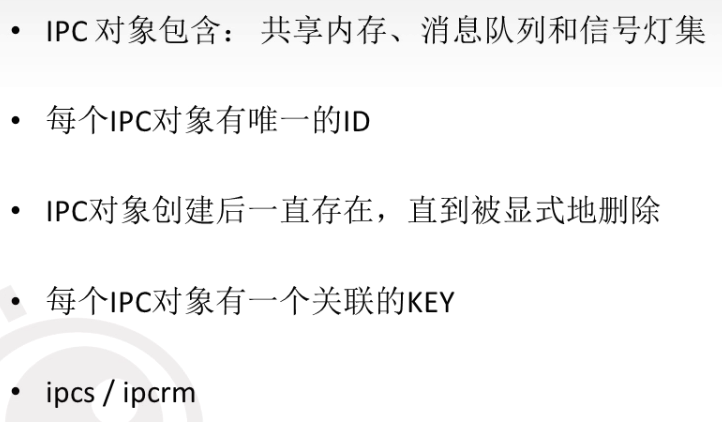 • IPC 对象包含： 共享内存、消息队列和信号灯集
• 每个IPC对象有唯一的ID
• IPC对象创建后一直存在，直到被显式地删除
• 每个IPC对象有一个关联的KEY
• ipcs / ipcrm